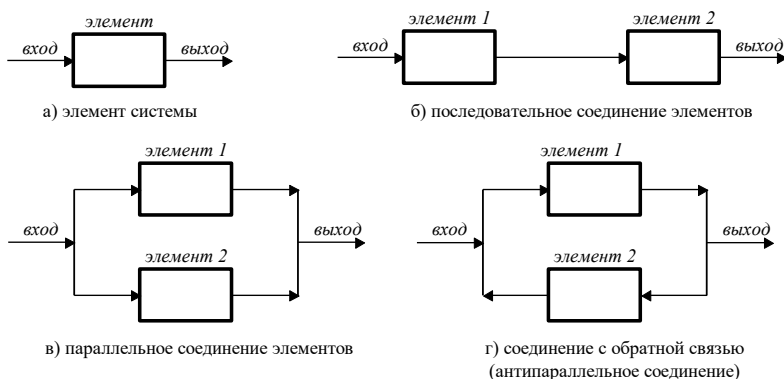 элемент
вход
выход
а) элемент системы
элемент 1
элемент 2
вход
выход
б) последовательное соединение элементов
элемент 1
вход
выход
элемент 2
в) параллельное соединение элементов
элемент 1
вход
выход
элемент 2
г) соединение с обратной связью
(антипараллельное соединение)